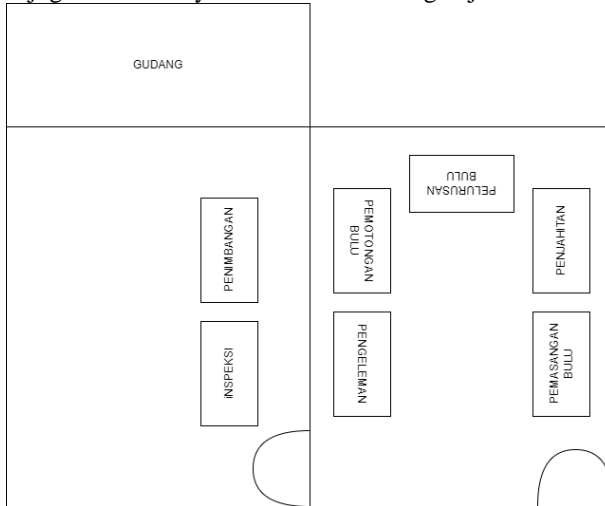 GUDANG
PELURUSAN
BULU
PENIMBANGAN
PEMOTONGAN
BULU
PENJAHITAN
iNSPEKSI
PENGELEMAN
PEMASANGAN
BULU